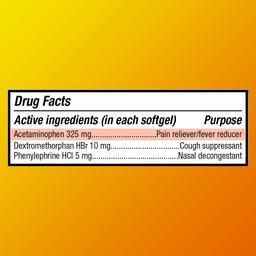 Drug Facts
Active ingredients (in each softgel) Purpose
Acetaminophen 325 mg..............................Pain reliever/fever reducer
Dextromethorphan HBr 10 mg................................Cough suppressant
Phenylephrine HCl 5 mg........................................Nasal decongestant